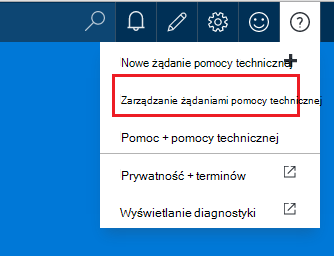 Nowe żądanie pomocy technicznej
Zarządzanie żądaniami pomocy technicznej
Pomoc + pomocy technicznej
Prywatność + terminów
Wyświetlanie diagnostyki